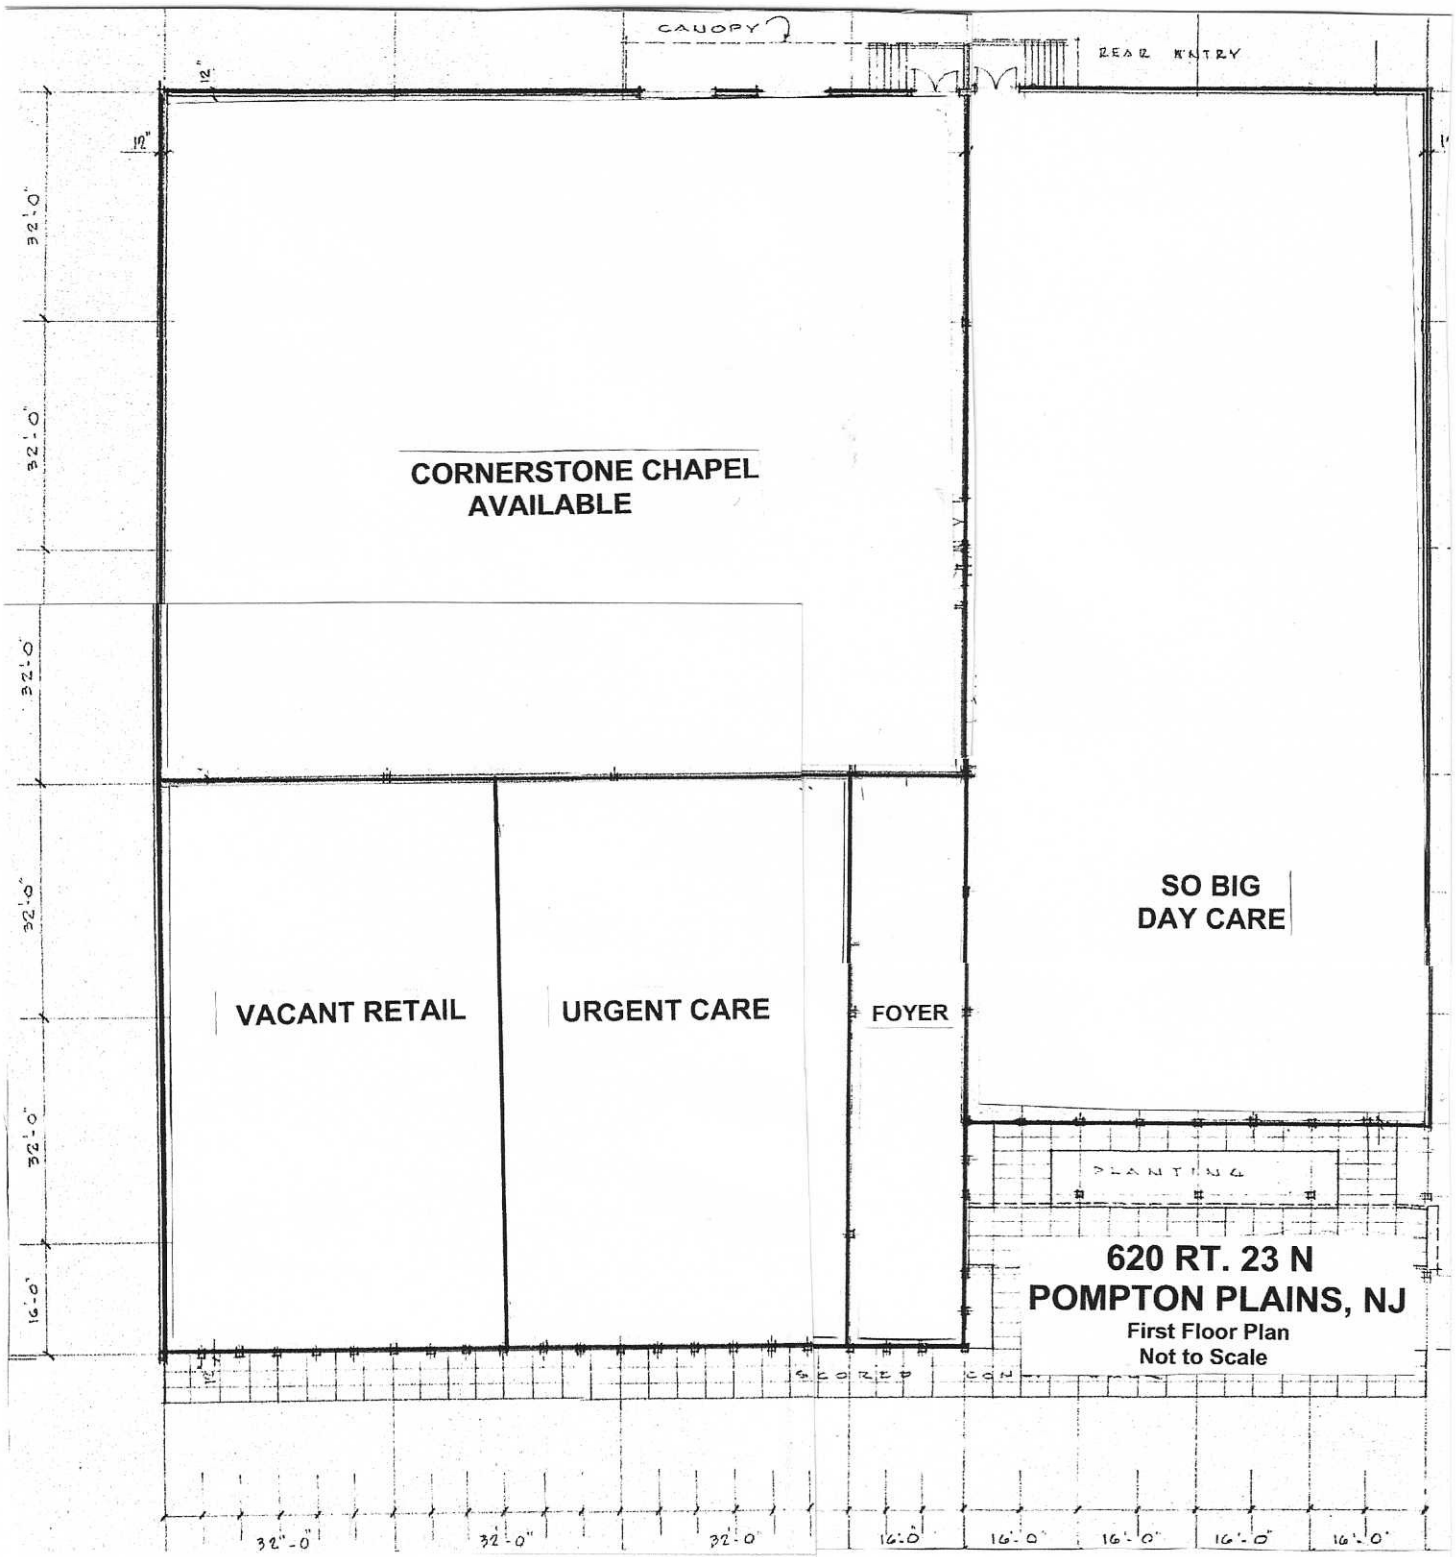 CANOPY
REAR ENTRY
12"
12"
32'-0"
32'-0"
CORNERSTONE CHAPEL
AVAILABLE
32'-0"
32'-0"
SO BIG
DAY CARE
VACANT RETAIL
URGENT CARE
FOYER
32'-0"
PLANTING
620 RT. 23 N
POMPTON PLAINS, NJ
First Floor Plan
Not to Scale
16'-0"
12"
SCORED CON
32'-0"
32'-0"
32'-0"
16'-0"
16'-0"
16'-0"
16'-0"
16'-0"